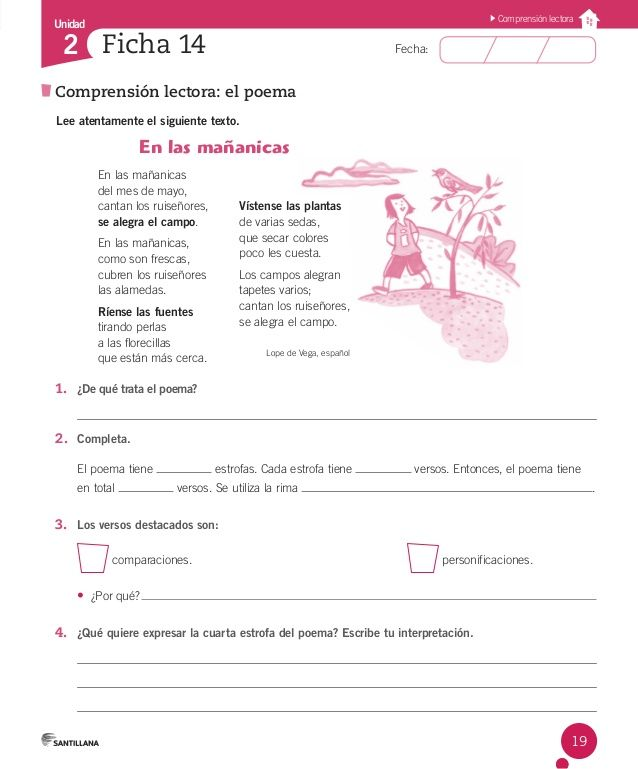 Unidad
2 Ficha 14
Comprensión lectora
Fecha:
Comprensión lectora: el poema
Lee atentamente el siguiente texto.
En las mañanicas
En las mañanicas
del mes de mayo,
cantan los ruiseñores,
se alegra el campo.
En las mañanicas,
como son frescas,
cubren los ruiseñores
las alamedas.
Ríense las fuentes
tirando perlas
a las florecillas
que están más cerca.
Vístense las plantas
de varias sedas,
que secar colores
poco les cuesta.
Los campos alegran
tapetes varios;
cantan los ruiseñores,
se alegra el campo.
Lope de Vega, español
1. ¿De qué trata el poema?
2. Completa.
El poema tiene ________ estrofas. Cada estrofa tiene ________ versos. Entonces, el poema tiene
en total ________ versos. Se utiliza la rima ________.
3. Los versos destacados son:
comparaciones. personificaciones.
• ¿Por qué? ________
4. ¿Qué quiere expresar la cuarta estrofa del poema? Escribe tu interpretación.
SANTILLANA
19